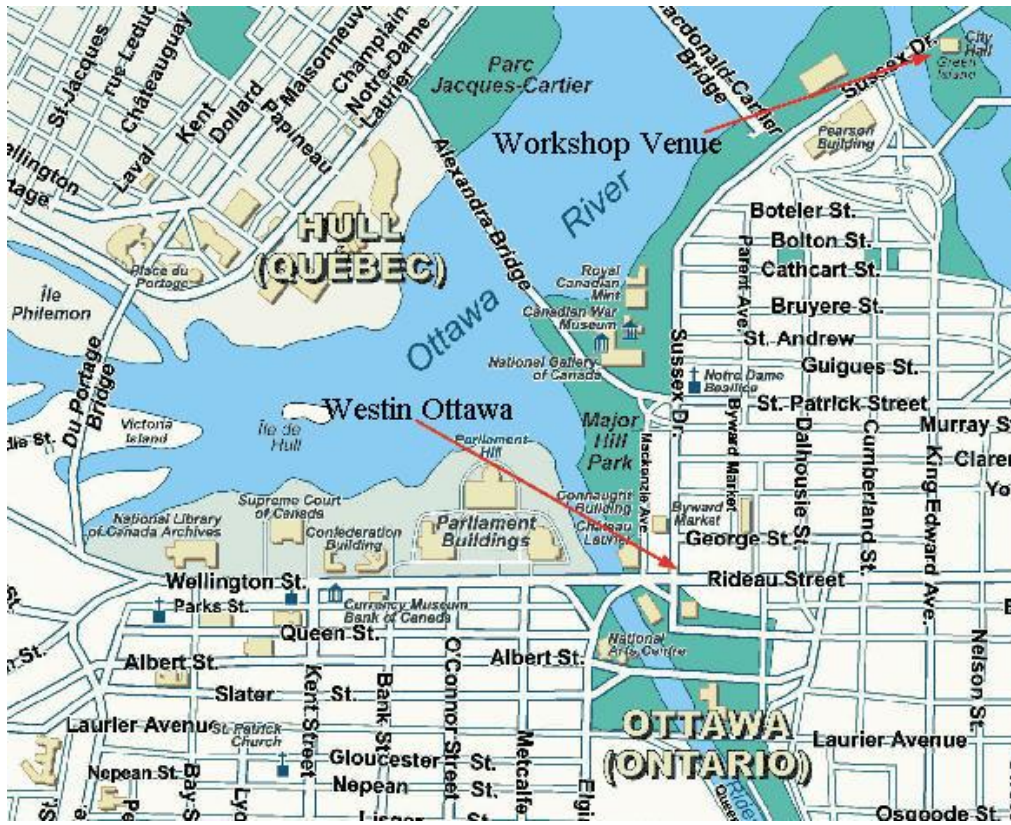 St-Jacques
rue-Leduc
Châteauguay
Kent
Dollard
Maisonneuve
Papineau
Champlain-
Notre-Dame
Laurier
Laval
Parc
Jacques-Cartier
Macdonald-Cartier
Bridge
Sussex Dr.
City
Hall
Green
Island
Workshop Venue
Pearson
Building
Alexandra Bridge
River
Ottawa
HULL
(QUÉBEC)
Place du
Portage
Île
Philemon
Boteler St.
Bolton St.
Cathcart St.
Bruyere St.
St. Andrew
Guigues St.
Parent Ave.
Royal
Canadian
Mint
Canadian War
Museum
National Gallery
of Canada
Sussex Dr.
Notre Dame
Basilica
St-Patrick Street
Murray St
Du Portage
Bridge
Victoria
Island
Île de
Hull
Westin Ottawa
Parliament
Hill
Major
Hill
Park
Mackenzie Ave.
Byward Market
Dalhousie St.
Cumberland St.
King Edward Ave.
Connaught
Building
Chateau
Laurier
Byward
Market
George St.
Rideau Street
Supreme Court
of Canada
National Library
of Canada Archives
Confederation
Building
Parliament
Buildings
Wellington St.
Parks St.
Currency Museum
Bank of Canada
Queen St.
National
Arts Centre
Albert St.
Albert St.
Slater St.
Kent Street
Bank St.
O'Connor Street
Metcalfe
Nelson St.
Laurier Avenue
St. Patrick
Church
OTTAWA
(ONTARIO)
Laurier Avenue
Gloucester St.
Nepean St.
Nepean St.
Osgoode St.